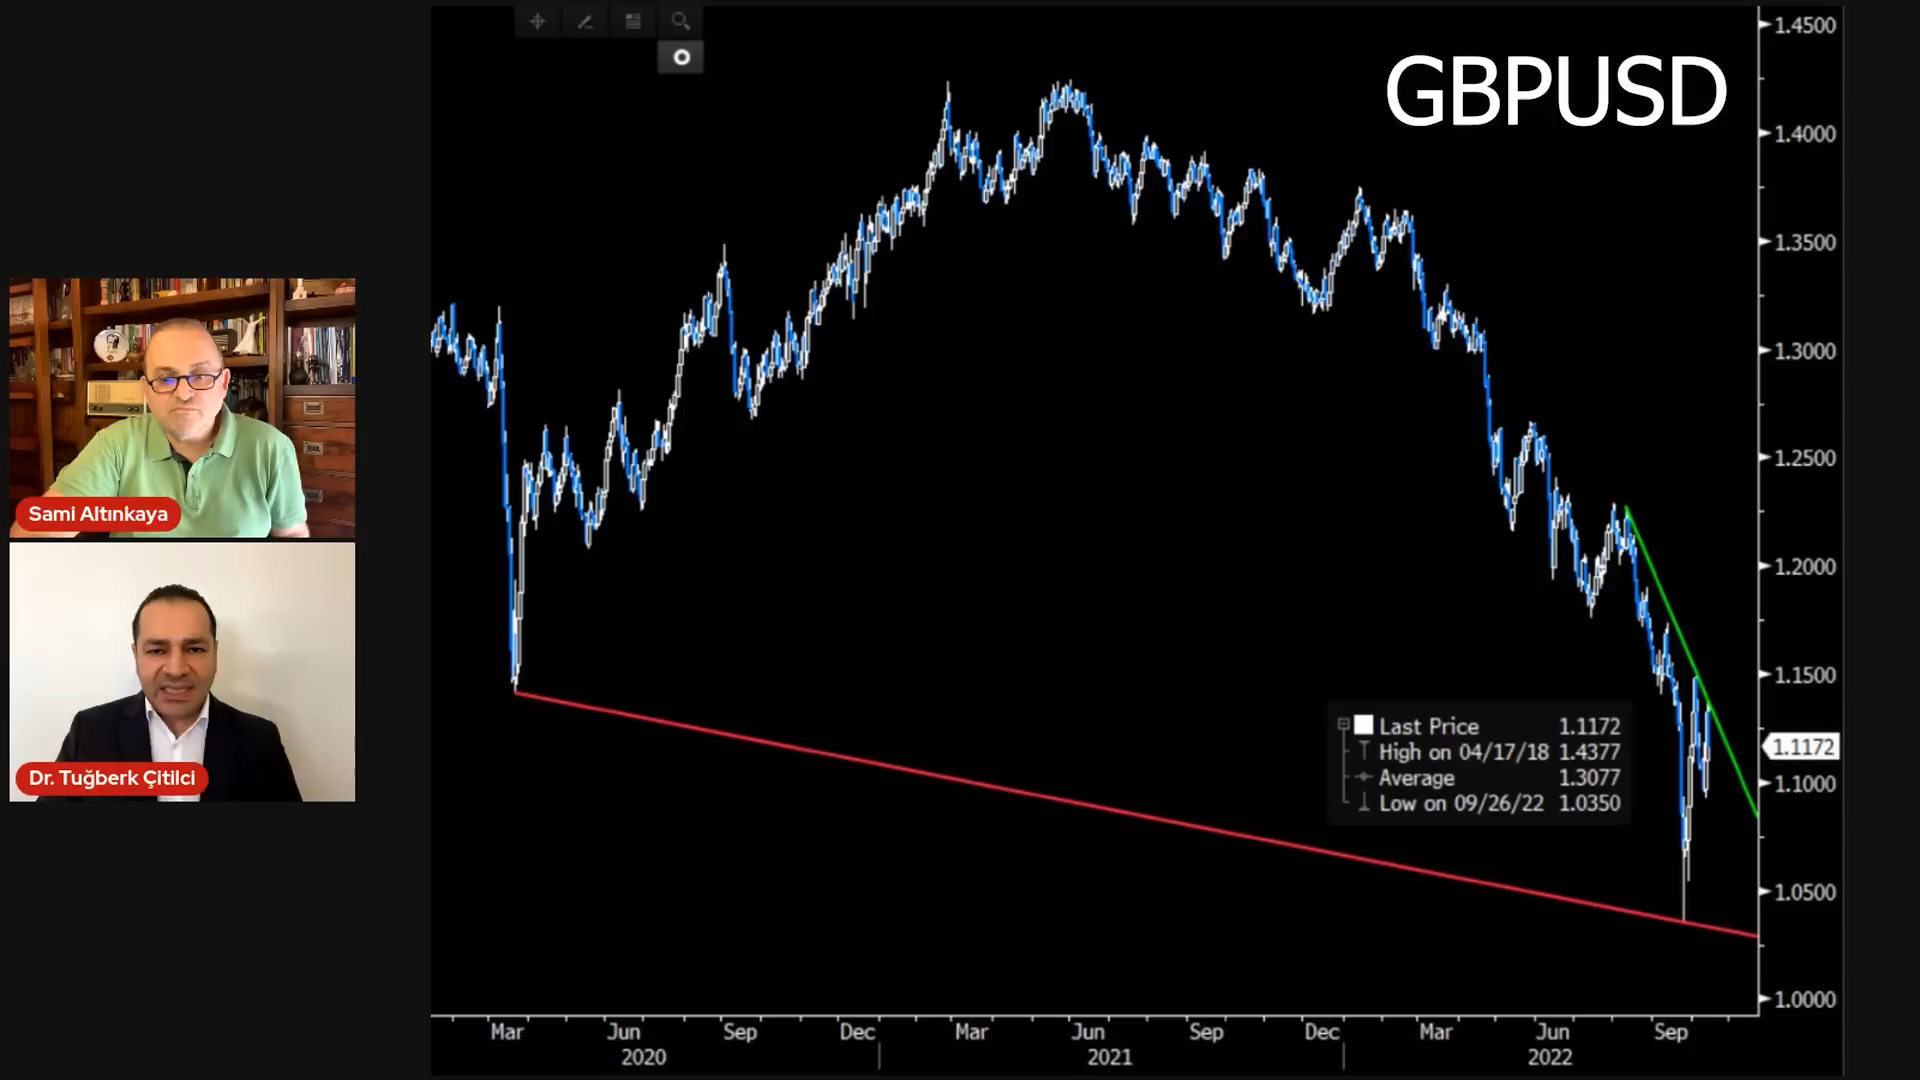 GBPUSD
Sami Altınkaya
Dr. Tuğberk Çitilci
Last Price 1.1172
High on 04/17/18 1.4377
Average 1.3077
Low on 09/26/22 1.0350
1.4500
1.4000
1.3500
1.3000
1.2500
1.2000
1.1500
1.1172
1.1000
1.0500
1.0000
Mar Jun Sep Dec Mar Jun Sep Dec Mar Jun Sep
2020 2021 2022